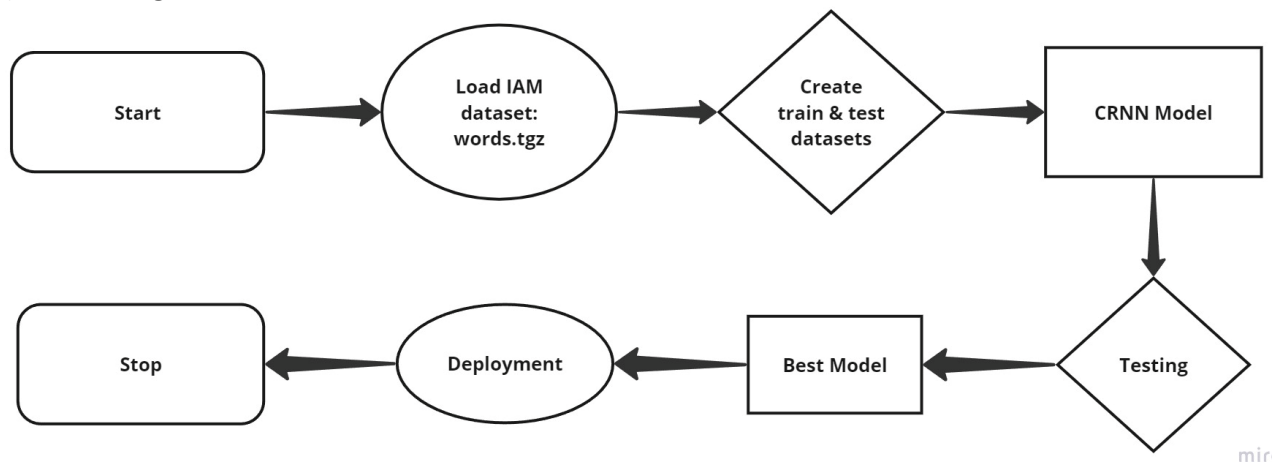 Start
Load IAM
dataset:
words.tgz
Create
train & test
datasets
CRNN Model
Stop
Deployment
Best Model
Testing